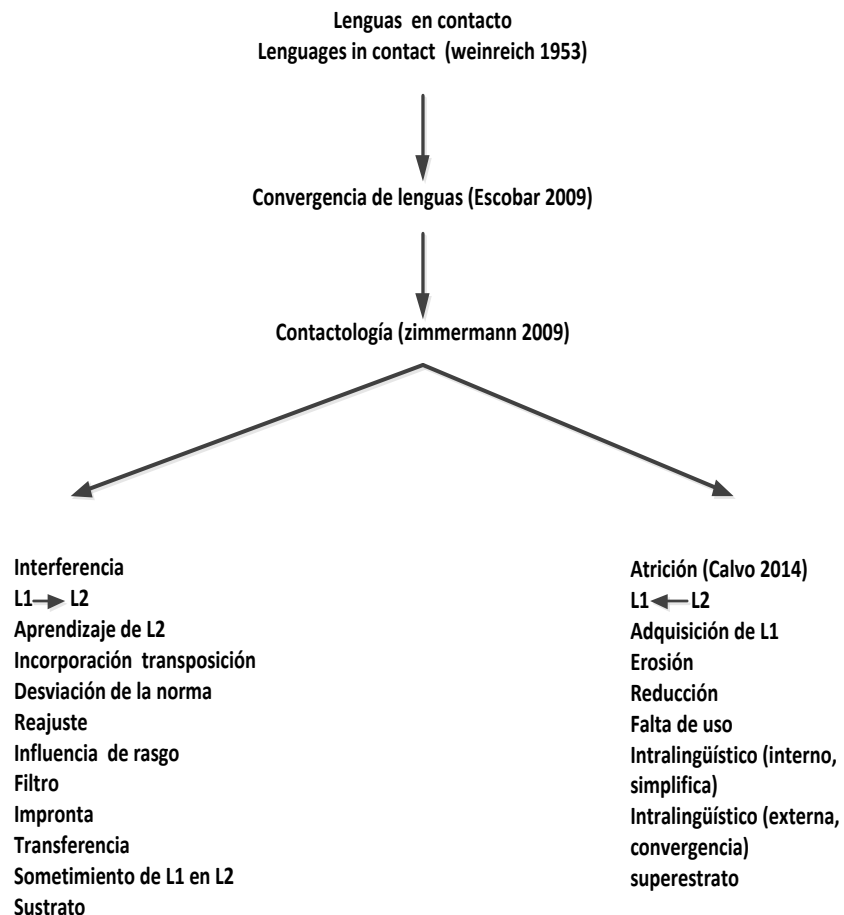 Lenguas en contacto
Lenguages in contact (weinreich 1953)
Convergencia de lenguas (Escobar 2009)
Contactología (zimmermann 2009)
Interferencia
L1 → L2
Aprendizaje de L2
Incorporación transposición
Desviación de la norma
Reajuste
Influencia de rasgo
Filtro
Impronta
Transferencia
Sometimiento de L1 en L2
Sustrato
Atrición (Calvo 2014)
L1 ← L2
Adquisición de L1
Erosión
Reducción
Falta de uso
Intralingüístico (interno,
simplifica)
Intralingüístico (externa,
convergencia)
superestrato